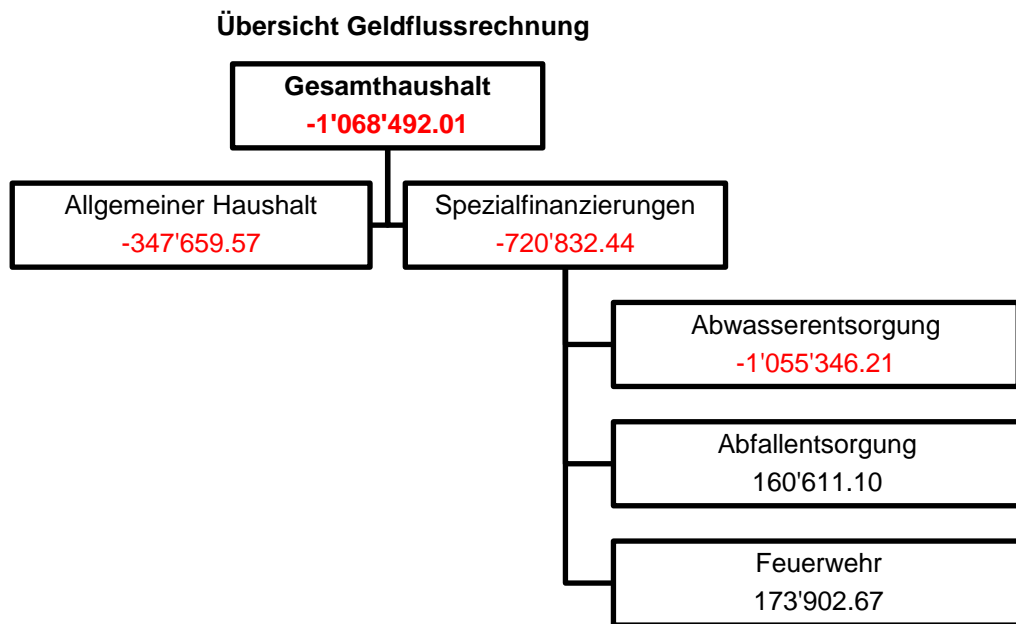 Übersicht Geldflussrechnung
Gesamthaushalt
-1'068'492.01
Allgemeiner Haushalt
-347'659.57
Spezialfinanzierungen
-720'832.44
Abwasserentsorgung
-1'055'346.21
Abfallentsorgung
160'611.10
Feuerwehr
173'902.67